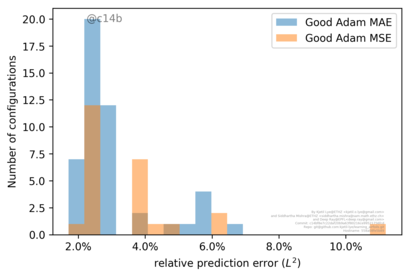 @c14b
Good Adam MAE
Good Adam MSE
20.0
17.5
15.0
12.5
10.0
7.5
5.0
2.5
0.0
Number of configurations
2.0%
4.0%
6.0%
8.0%
10.0%
relative prediction error (L²)